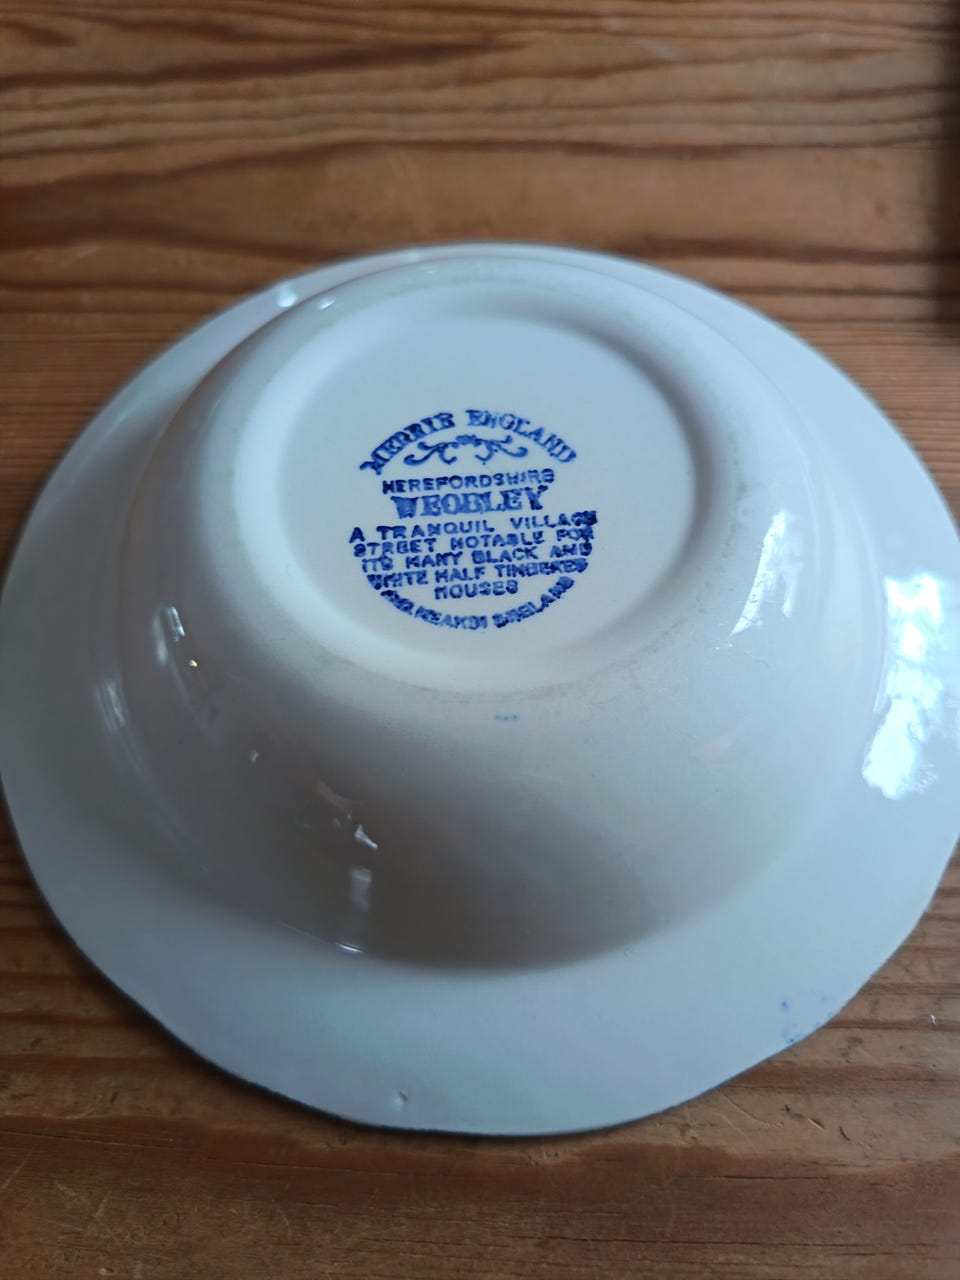 MERRIE ENGLAND
HEREFORDSHIRE
WEOBLEY
A TRANQUIL VILLAGE
STREET NOTABLE FOR
ITS MANY BLACK AND
WHITE HALF TIMBERED
HOUSES
ENGLAND